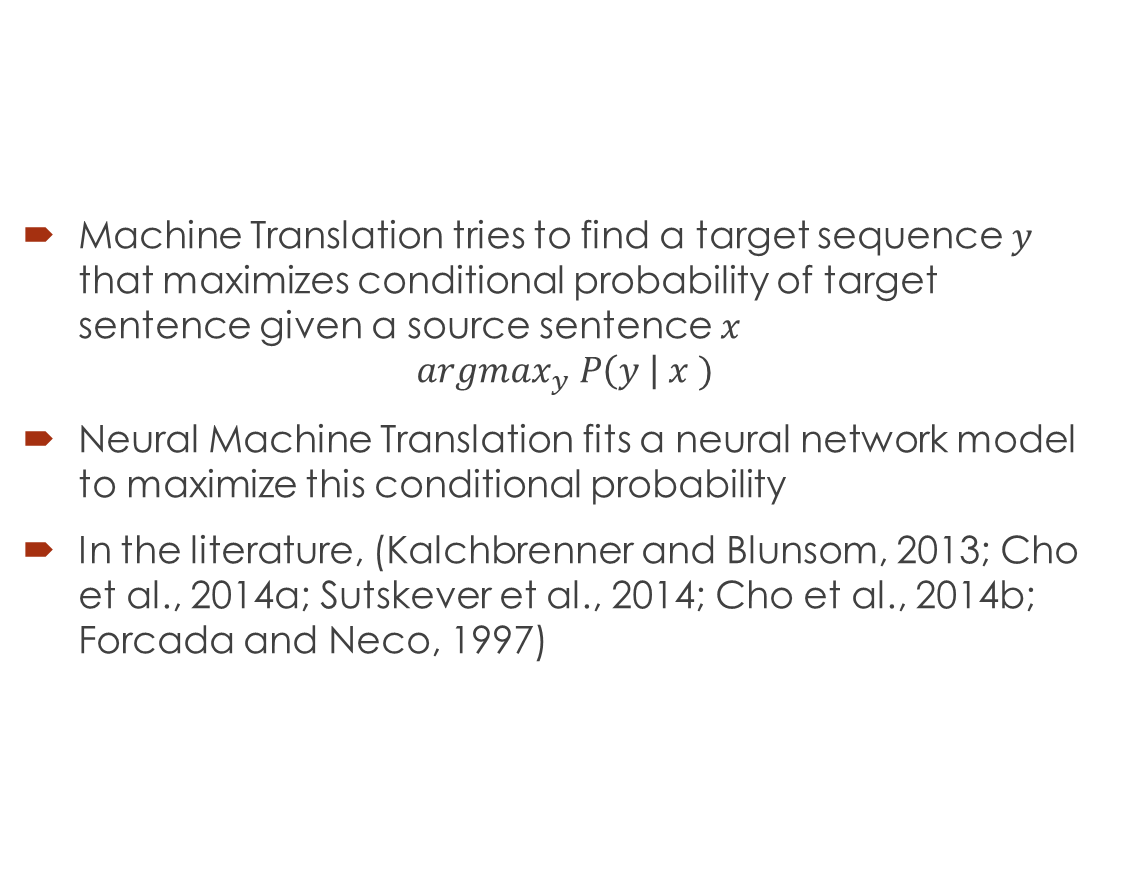 Machine Translation tries to find a target sequence y
that maximizes conditional probability of target
sentence given a source sentence x
argmax_y P(y | x )
Neural Machine Translation fits a neural network model
to maximize this conditional probability
In the literature, (Kalchbrenner and Blunsom, 2013; Cho
et al., 2014a; Sutskever et al., 2014; Cho et al., 2014b;
Forcada and Neco, 1997)